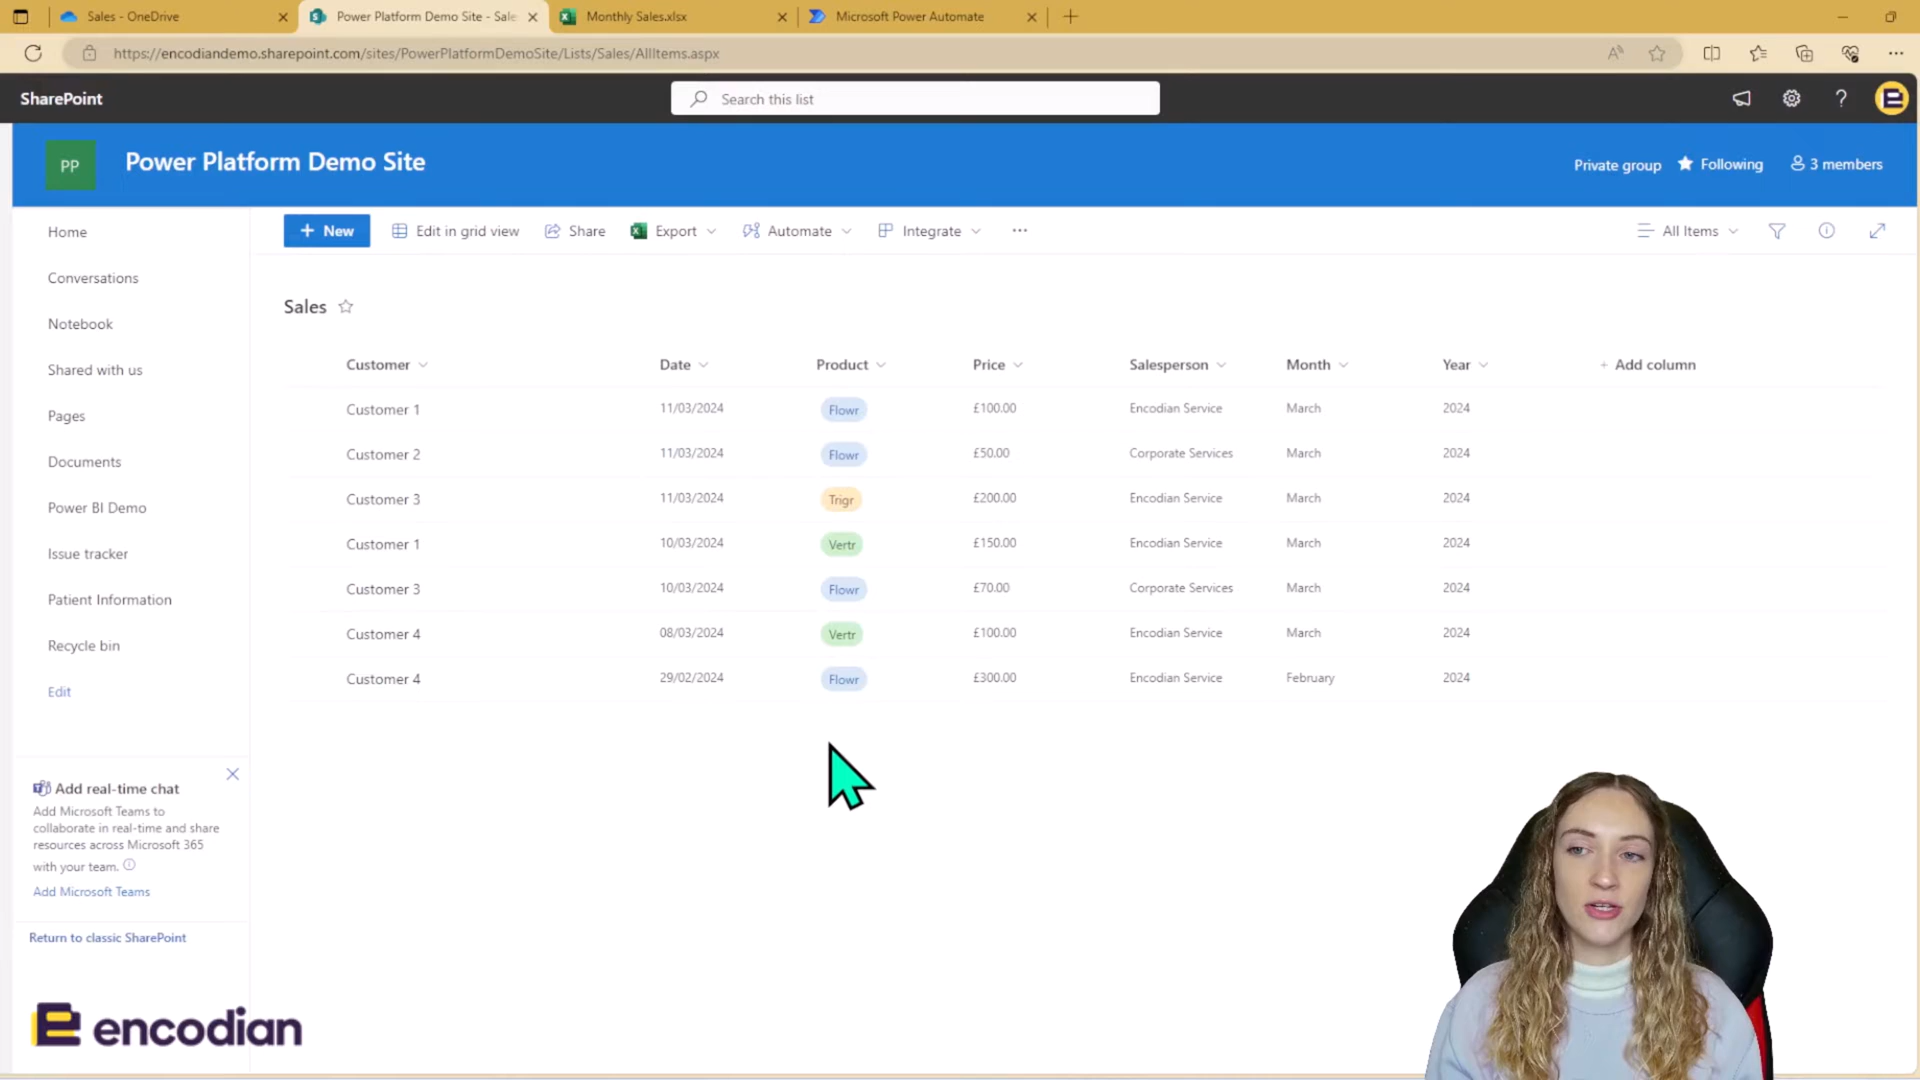 Sales - OneDrive
Power Platform Demo Site - Sale
Monthly Sales.xlsx
Microsoft Power Automate
https://encodiandemo.sharepoint.com/sites/PowerPlatformDemoSite/Lists/Sales/AllItems.aspx
SharePoint
Search this list
PP
Power Platform Demo Site
Private group
Following
3 members
Home
Conversations
Notebook
Shared with us
Pages
Documents
Power BI Demo
Issue tracker
Patient Information
Recycle bin
Edit
+ New
Edit in grid view
Share
Export
Automate
Integrate
...
All Items
Sales
Customer Date Product Price Salesperson Month Year + Add column
Customer 1 11/03/2024 Flowr £100.00 Encodian Service March 2024
Customer 2 11/03/2024 Flowr £50.00 Corporate Services March 2024
Customer 3 11/03/2024 Trigr £200.00 Encodian Service March 2024
Customer 1 10/03/2024 Vertr £150.00 Encodian Service March 2024
Customer 3 10/03/2024 Flowr £70.00 Corporate Services March 2024
Customer 4 08/03/2024 Vertr £100.00 Encodian Service March 2024
Customer 4 29/02/2024 Flowr £300.00 Encodian Service February 2024
Add real-time chat
Add Microsoft Teams to
collaborate in real-time and share
resources across Microsoft 365
with your team.
Add Microsoft Teams
Return to classic SharePoint
encodian